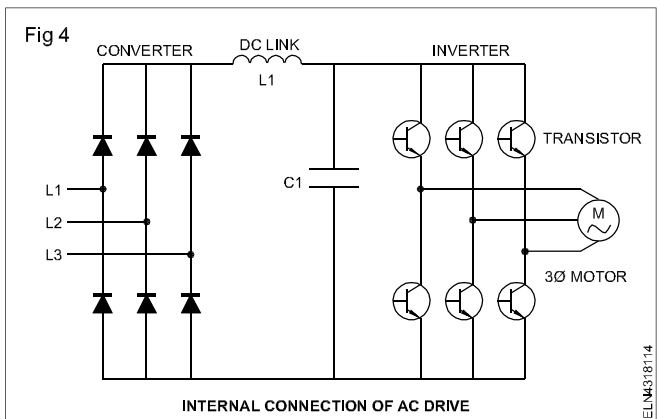 Fig 4
CONVERTER
DC LINK
L1
INVERTER
TRANSISTOR
C1
L1
L2
L3
M
3Ø MOTOR
INTERNAL CONNECTION OF AC DRIVE
ELN4318114